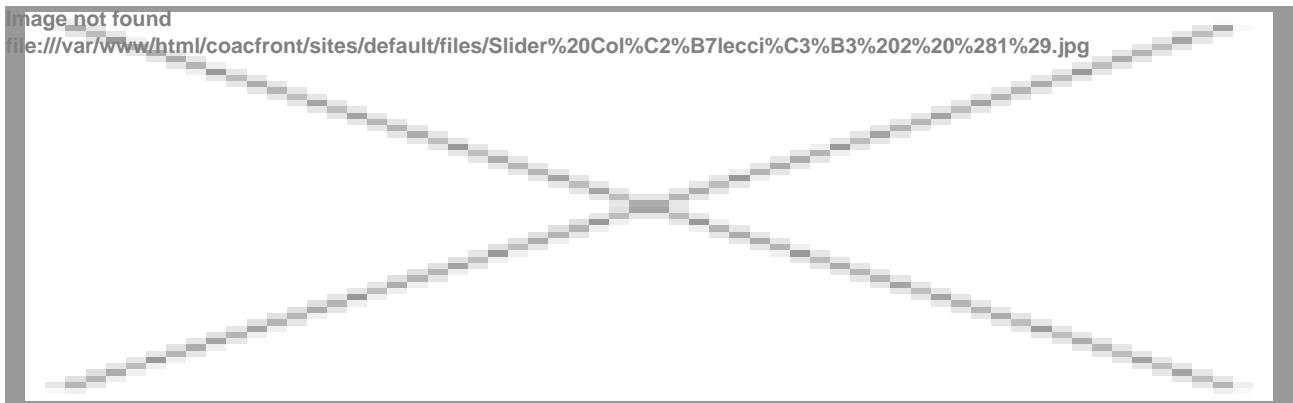 Image not found
file:///var/www/html/coacfront/sites/default/files/Slider%20Col%C2%B7lecci%C3%B3%202%20%281%29.jpg